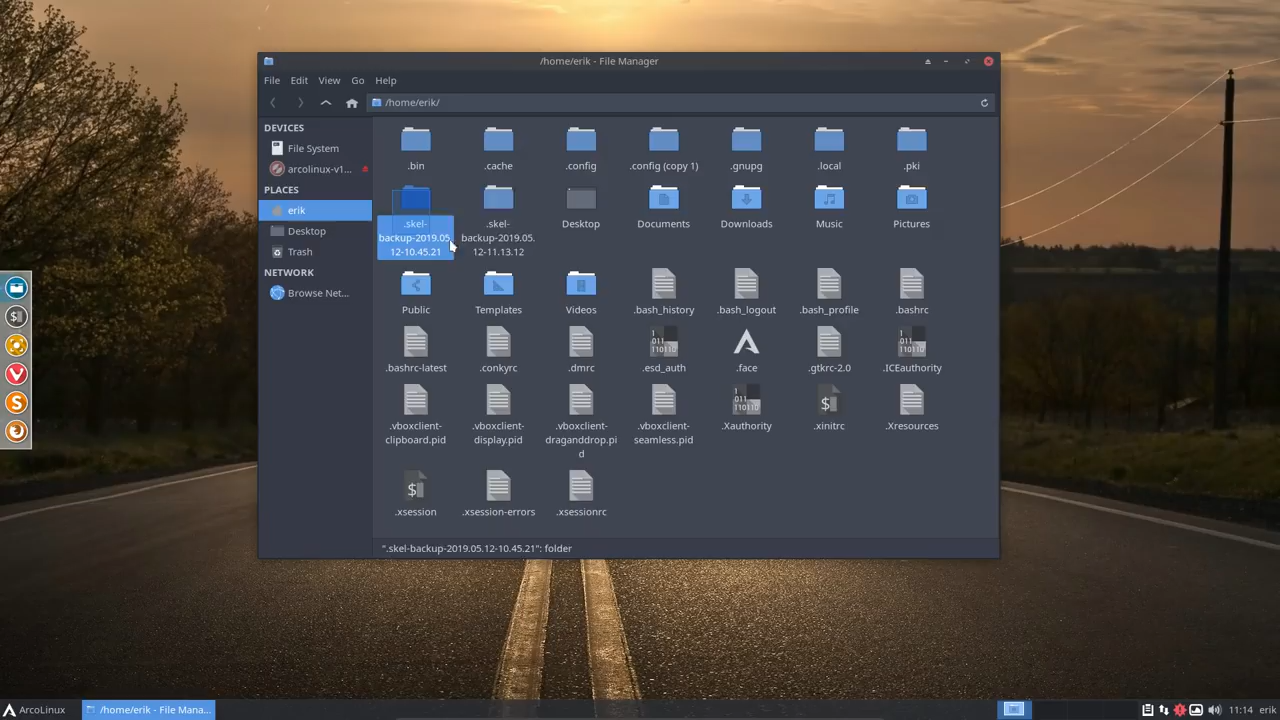 /home/erik - File Manager
File Edit View Go Help
/home/erik/
DEVICES
File System
arcolinux-v1...
PLACES
erik
Desktop
Trash
NETWORK
Browse Net...
.bin .cache .config .config (copy 1) .gnupg .local .pki
.skel-
backup-2019.05.
12-10.45.21
.skel-
backup-2019.05.
12-11.13.12
Desktop Documents Downloads Music Pictures
Public Templates Videos .bash_history .bash_logout .bash_profile .bashrc
.bashrc-latest .conkyrc .dmrc .esd_auth .face .gtkrc-2.0 .ICEauthority
.vboxclient-
clipboard.pid
.vboxclient-
display.pid
.vboxclient-
draganddrop.pi
d
.vboxclient-
seamless.pid
.Xauthority .xinitrc .Xresources
.xsession .xsession-errors .xsessionrc
".skel-backup-2019.05.12-10.45.21": folder
ArcoLinux /home/erik - File Mana... 11:14 erik